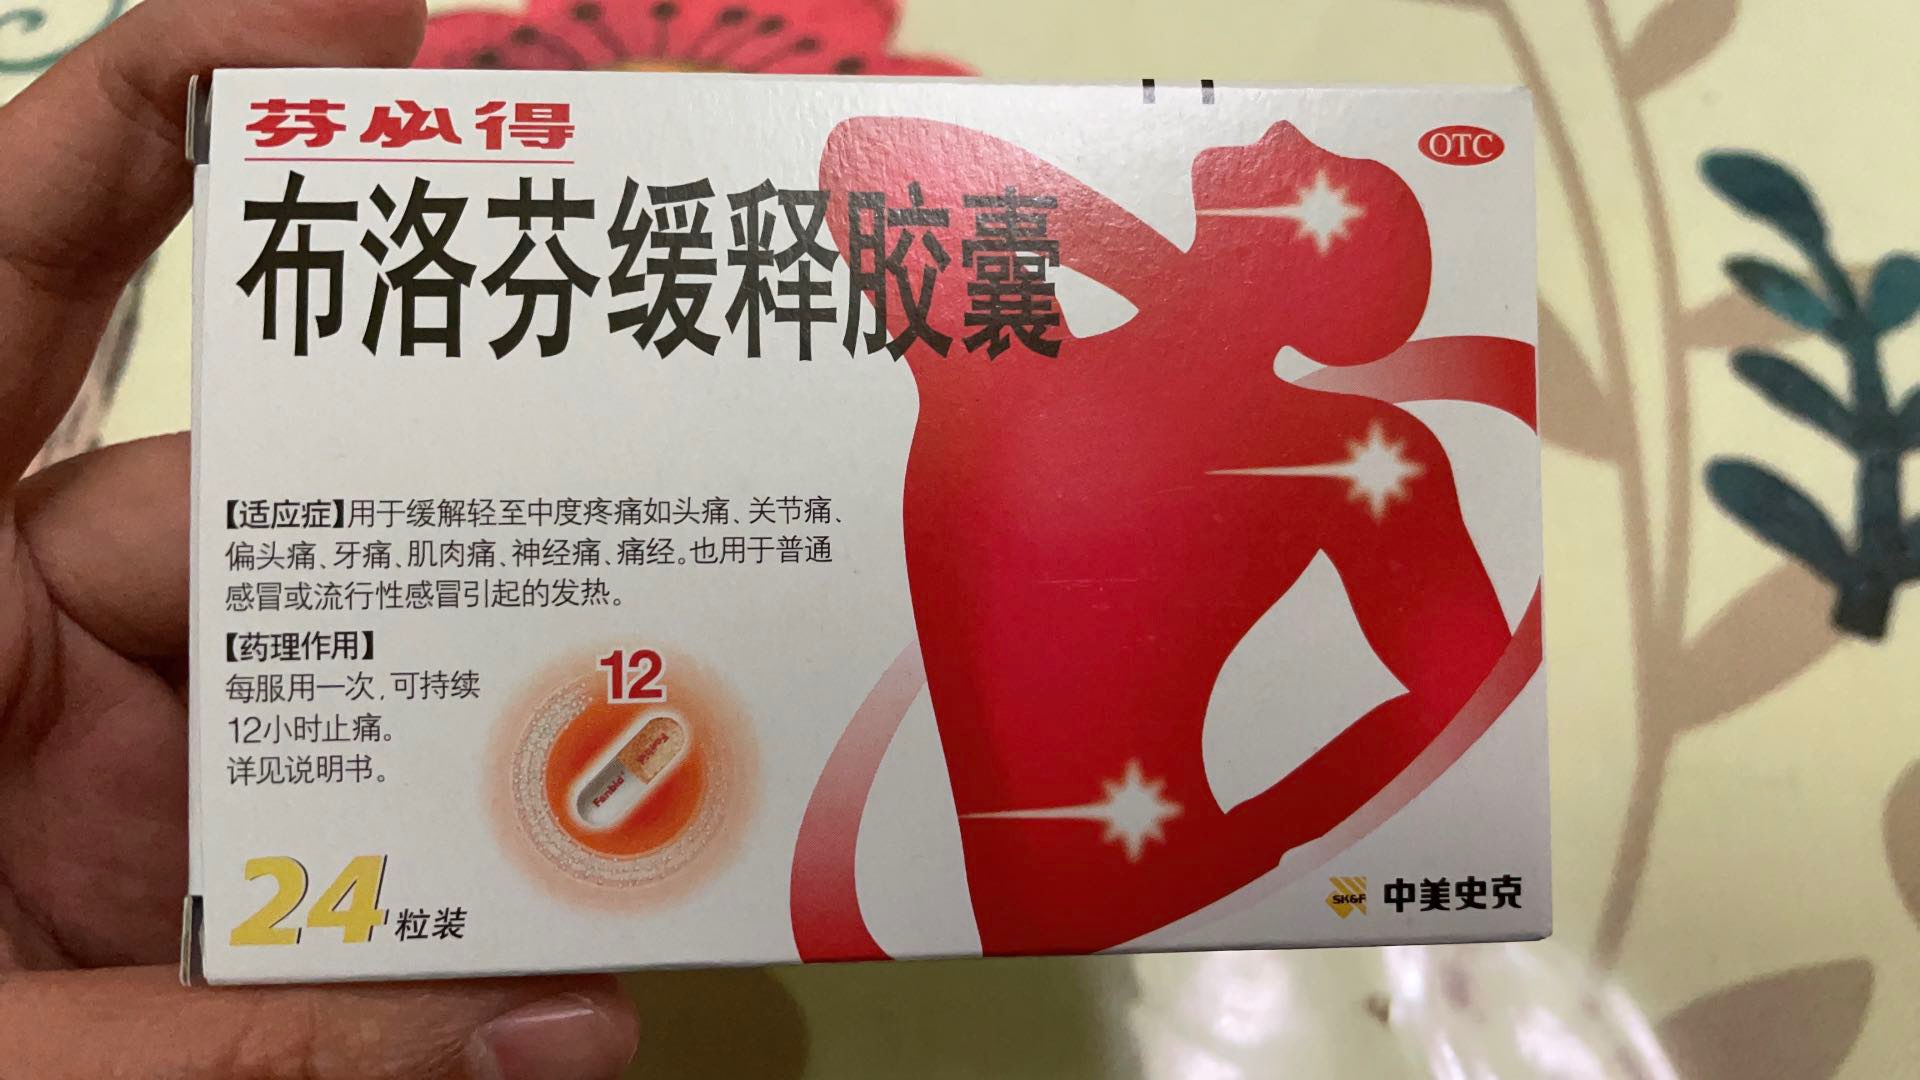 芬必得
OTC
布洛芬缓释胶囊
【适应症】用于缓解轻至中度疼痛如头痛、关节痛、
偏头痛、牙痛、肌肉痛、神经痛、痛经。也用于普通
感冒或流行性感冒引起的发热。
【药理作用】
每服用一次,可持续
12小时止痛。
详见说明书。
12
Fenbid
Fenbid
24粒装
SK&F 中美史克